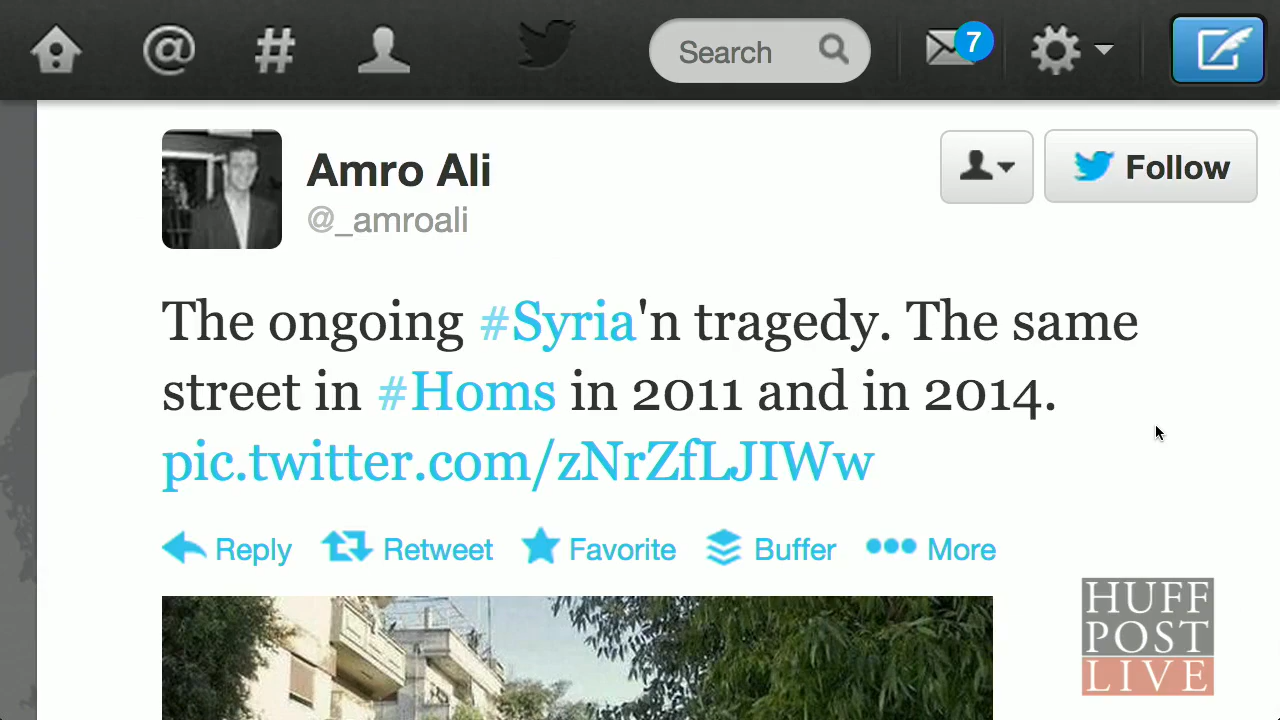 Search
7
Amro Ali
@_amroali
Follow
The ongoing #Syria'n tragedy. The same
street in #Homs in 2011 and in 2014.
pic.twitter.com/zNrZfLJIWw
Reply Retweet Favorite Buffer More
HUFF
POST
LIVE